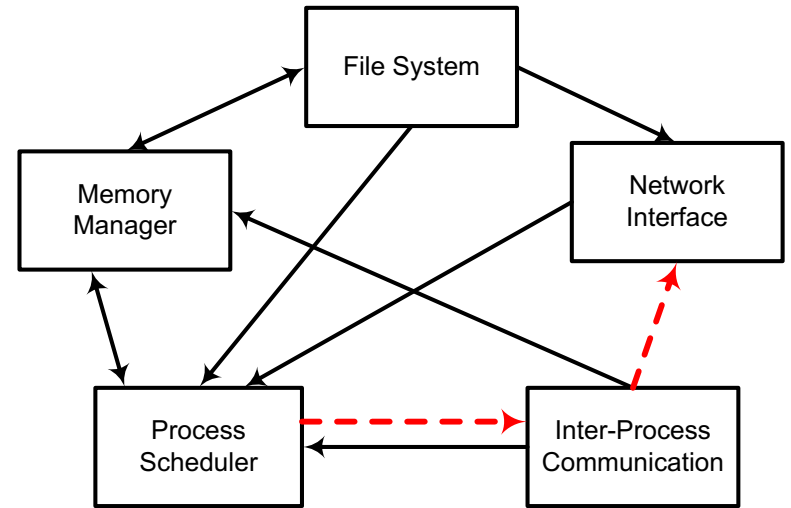 File System
Memory
Manager
Network
Interface
Process
Scheduler
Inter-Process
Communication